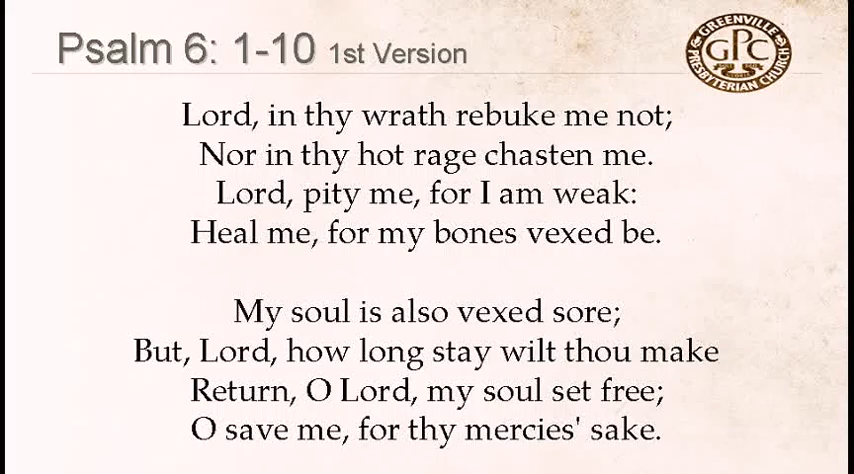 Psalm 6: 1-10 1st Version
GREENVILLE
GPC
PRESBYTERIAN CHURCH
Lord, in thy wrath rebuke me not;
Nor in thy hot rage chasten me.
Lord, pity me, for I am weak:
Heal me, for my bones vexed be.
My soul is also vexed sore;
But, Lord, how long stay wilt thou make
Return, O Lord, my soul set free;
O save me, for thy mercies' sake.